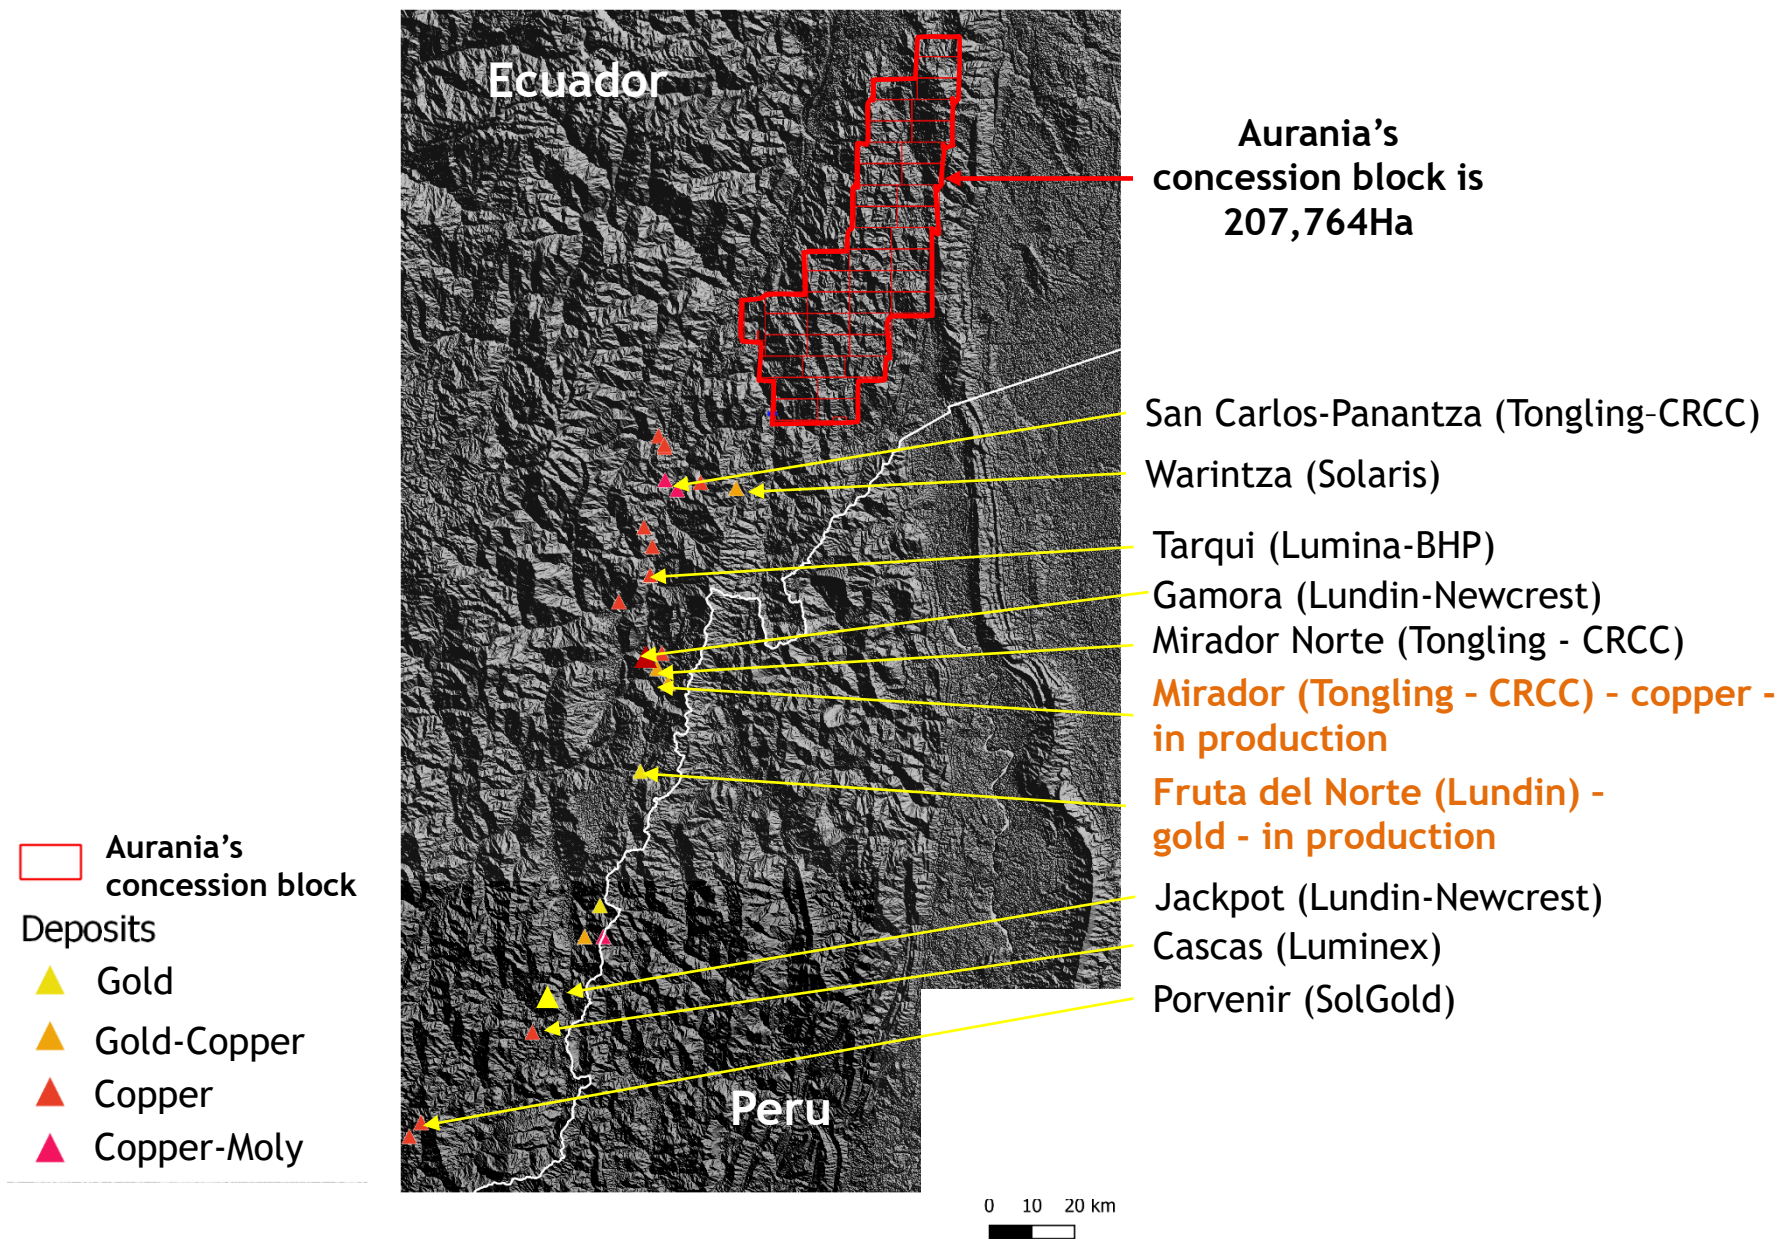 Ecuador
Aurania’s
concession block is
207,764Ha
San Carlos-Panantza (Tongling–CRCC)
Warintza (Solaris)
Tarqui (Lumina-BHP)
Gamora (Lundin-Newcrest)
Mirador Norte (Tongling - CRCC)
Mirador (Tongling – CRCC) – copper -
in production
Fruta del Norte (Lundin) –
gold - in production
Jackpot (Lundin-Newcrest)
Cascas (Luminex)
Porvenir (SolGold)
Peru
Aurania’s
concession block
Deposits
Gold
Gold-Copper
Copper
Copper-Moly
0 10 20 km